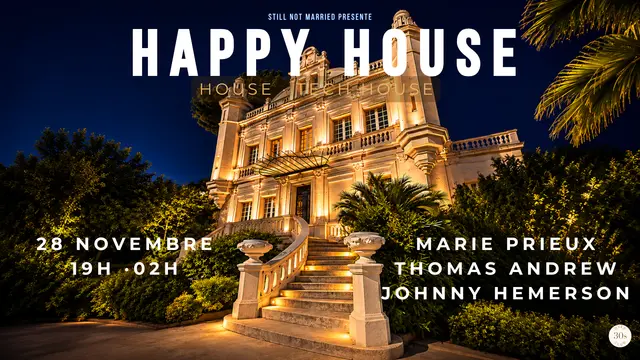 STILL NOT MARRIED PRESENTE
HAPPY HOUSE
HOUSE TECH HOUSE
28 NOVEMBRE
19H •02H
MARIE PRIEUX
THOMAS ANDREW
JOHNNY HEMERSON
30s